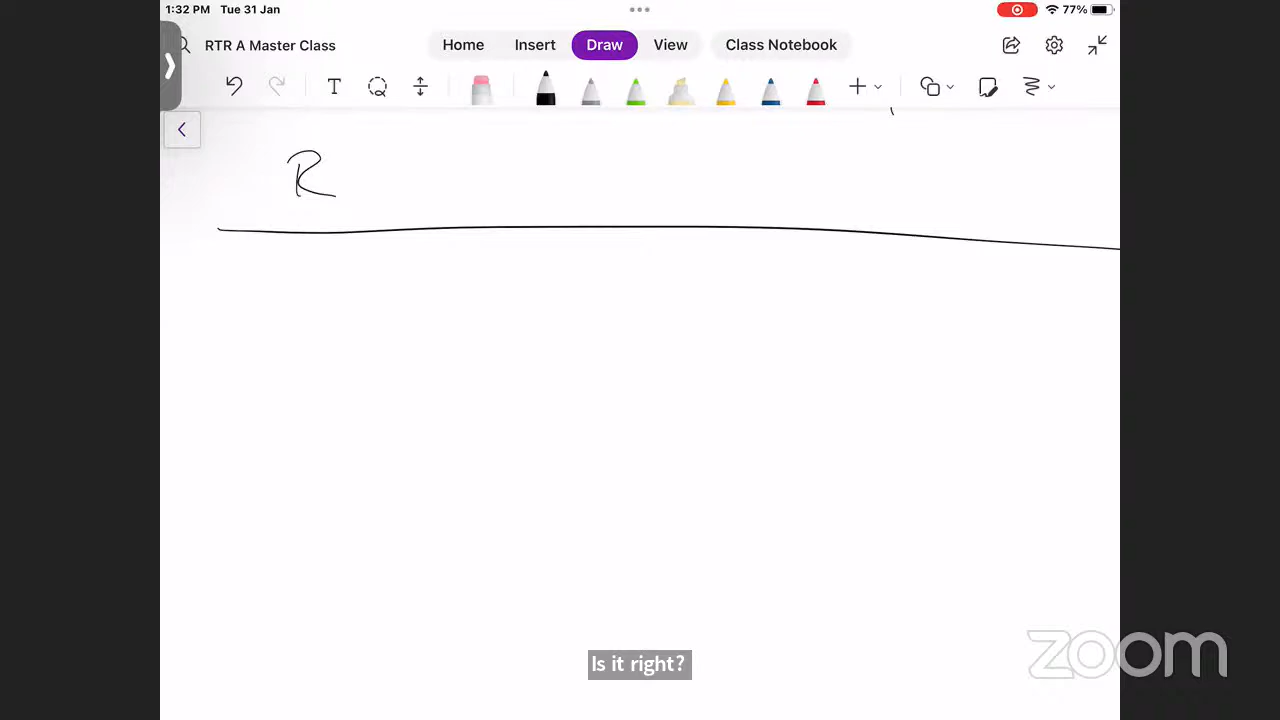 1:32 PM Tue 31 Jan 77%
RTR A Master Class Home Insert Draw View Class Notebook
T
R
Is it right?
zoom